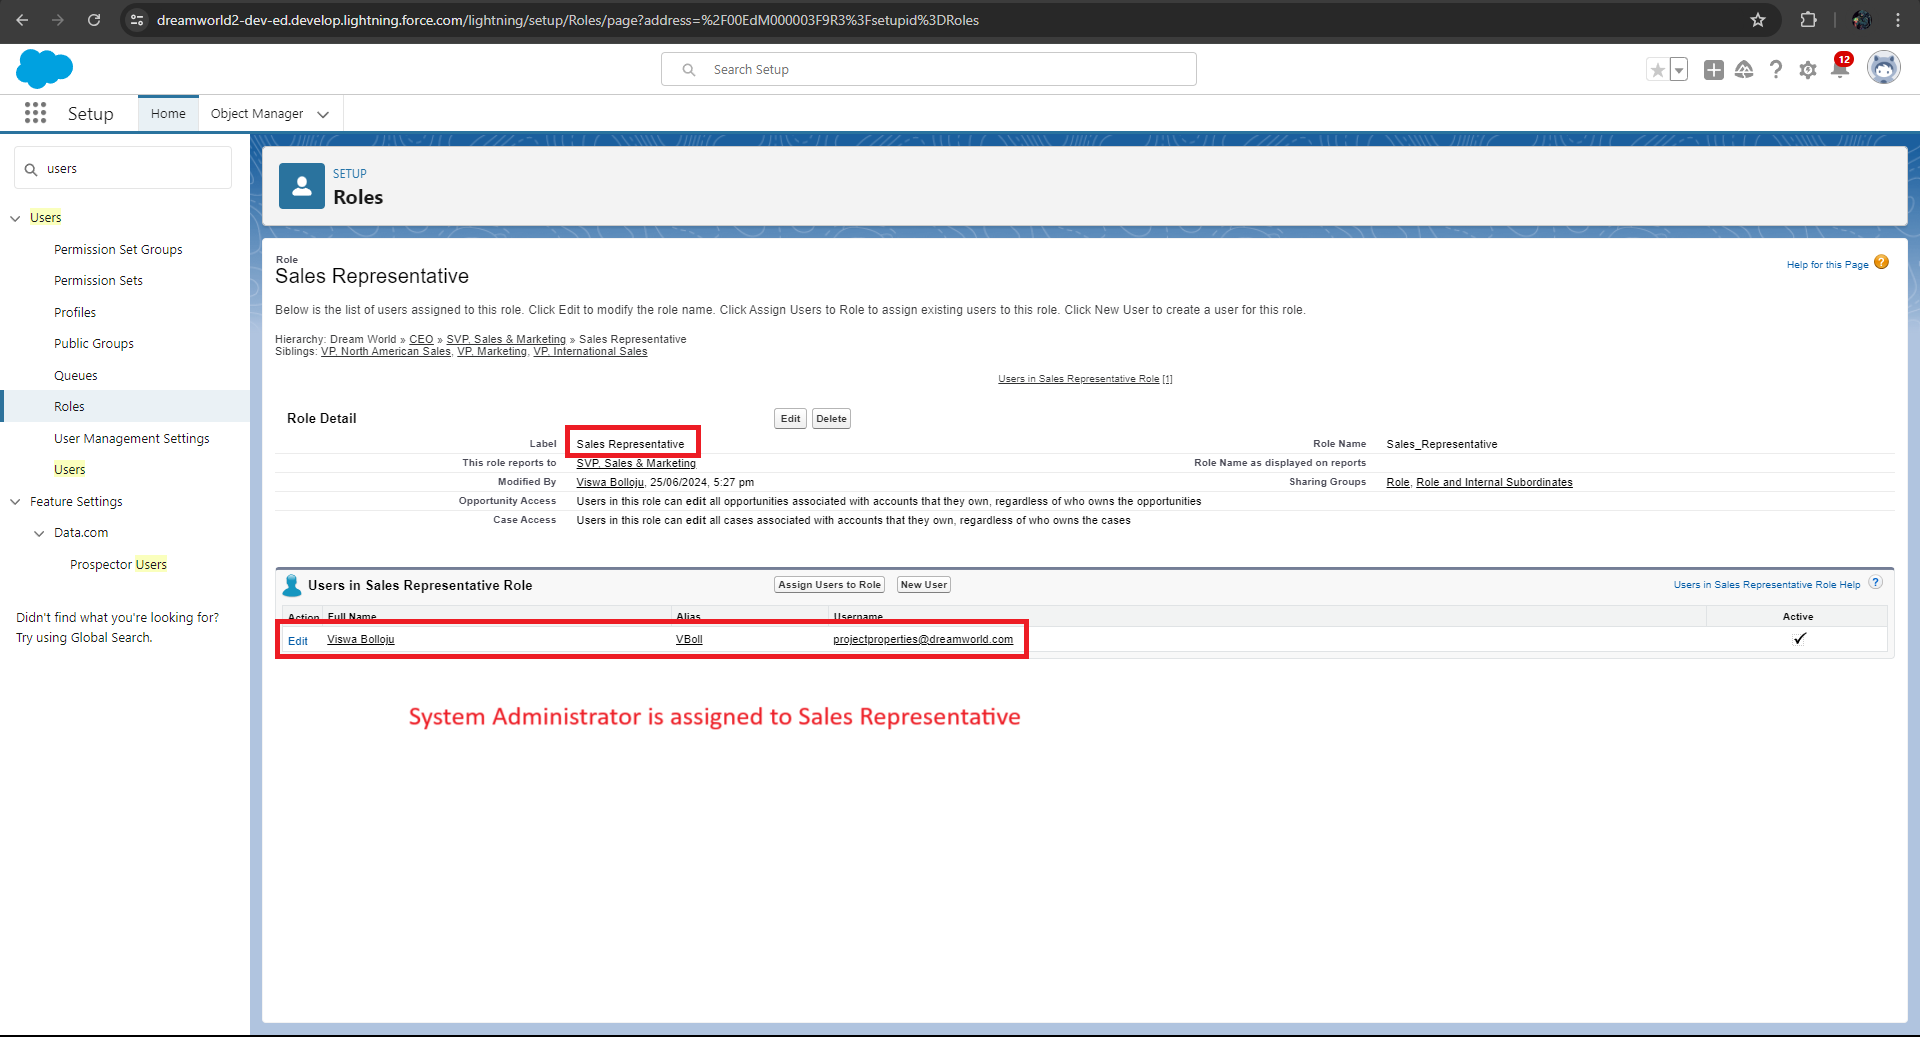 dreamworld2-dev-ed.develop.lightning.force.com/lightning/setup/Roles/page?address=%2F00EdM000003F9R3%3Fsetupid%3DRoles
Search Setup
12
Setup
Home
Object Manager
users
Users
Permission Set Groups
Permission Sets
Profiles
Public Groups
Queues
Roles
User Management Settings
Users
Feature Settings
Data.com
Prospector Users
Didn't find what you're looking for?
Try using Global Search.
SETUP
Roles
Role
Sales Representative
Help for this Page ?
Below is the list of users assigned to this role. Click Edit to modify the role name. Click Assign Users to Role to assign existing users to this role. Click New User to create a user for this role.
Hierarchy: Dream World » CEO » SVP, Sales & Marketing » Sales Representative
Siblings: VP, North American Sales, VP, Marketing, VP, International Sales
Users in Sales Representative Role [1]
Role Detail Edit Delete
Label Sales Representative Role Name Sales_Representative
This role reports to SVP, Sales & Marketing Role Name as displayed on reports
Modified By Viswa Bolloju, 25/06/2024, 5:27 pm Sharing Groups Role, Role and Internal Subordinates
Opportunity Access Users in this role can edit all opportunities associated with accounts that they own, regardless of who owns the opportunities
Case Access Users in this role can edit all cases associated with accounts that they own, regardless of who owns the cases
Users in Sales Representative Role Assign Users to Role New User Users in Sales Representative Role Help ?
Action Full Name Alias Username Active
Edit Viswa Bolloju VBoll projectproperties@dreamworld.com ✓
System Administrator is assigned to Sales Representative